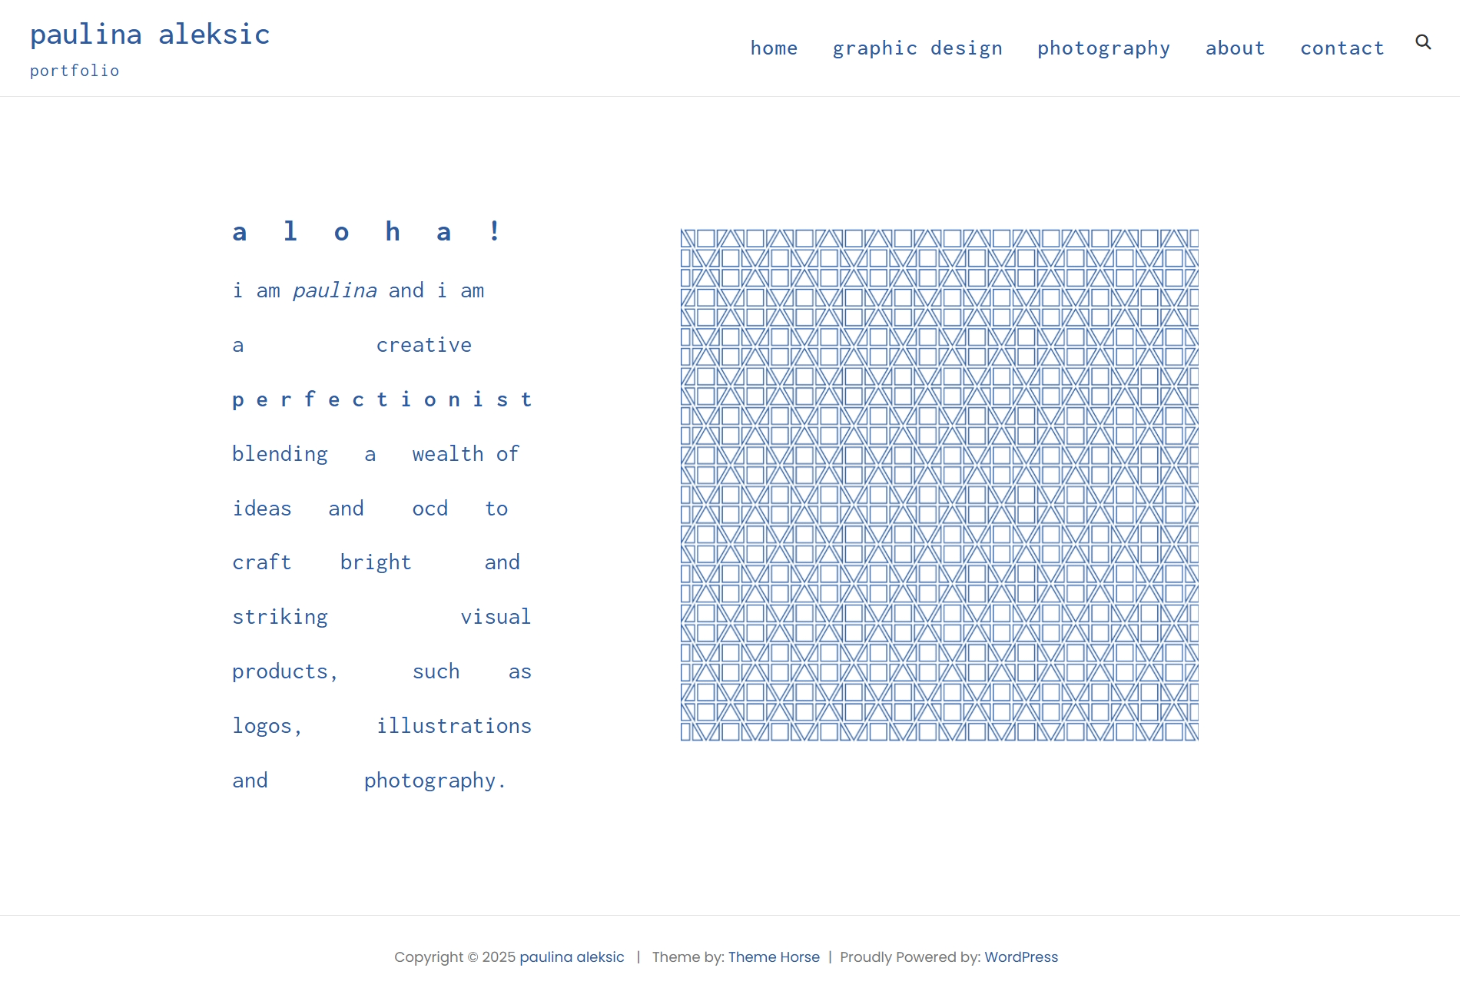 paulina aleksic
portfolio
home graphic design photography about contact
a l o h a !
i am paulina and i am
a creative
p e r f e c t i o n i s t
blending a wealth of
ideas and ocd to
craft bright and
striking visual
products, such as
logos, illustrations
and photography.
Copyright © 2025 paulina aleksic | Theme by: Theme Horse | Proudly Powered by: WordPress